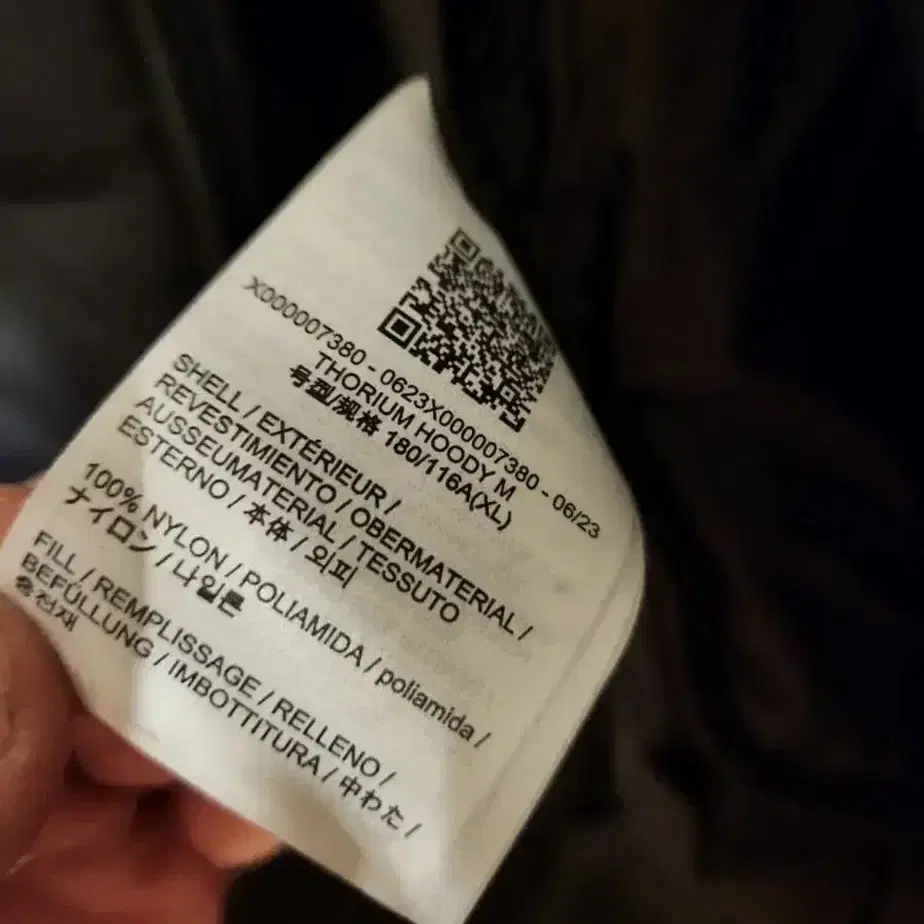 X000007380 - 0623X000007380 - 06/23
THORIUM HOODY M
号型/规格 180/116A(XL)
SHELL / EXTÉRIEUR /
REVESTIMIENTO / OBERMATERIAL /
AUSSEUMATERIAL / TESSUTO
ESTERNO / 本体 / 외피
100% NYLON / POLIAMIDA / poliamida /
ナイロン / 나일론
FILL / REMPLISSAGE / RELLENO /
BEFÜLLUNG / IMBOTTITURA / 中わた /
충전재